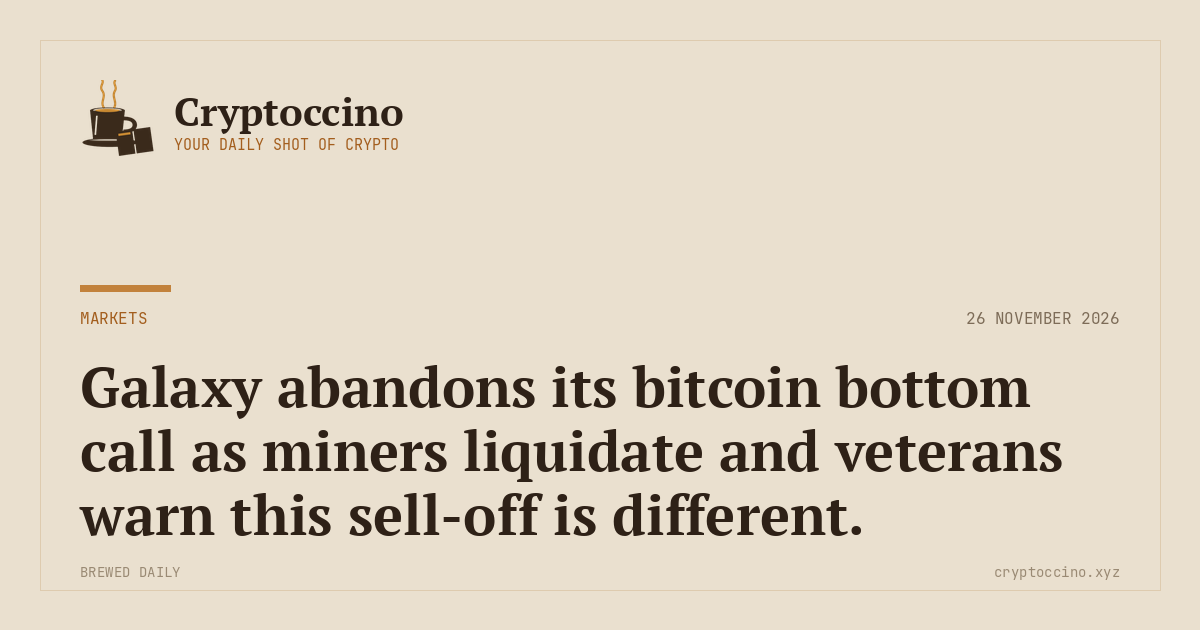 Cryptoccino
YOUR DAILY SHOT OF CRYPTO
MARKETS
26 NOVEMBER 2026
Galaxy abandons its bitcoin bottom
call as miners liquidate and veterans
warn this sell-off is different.
BREWED DAILY
cryptoccino.xyz